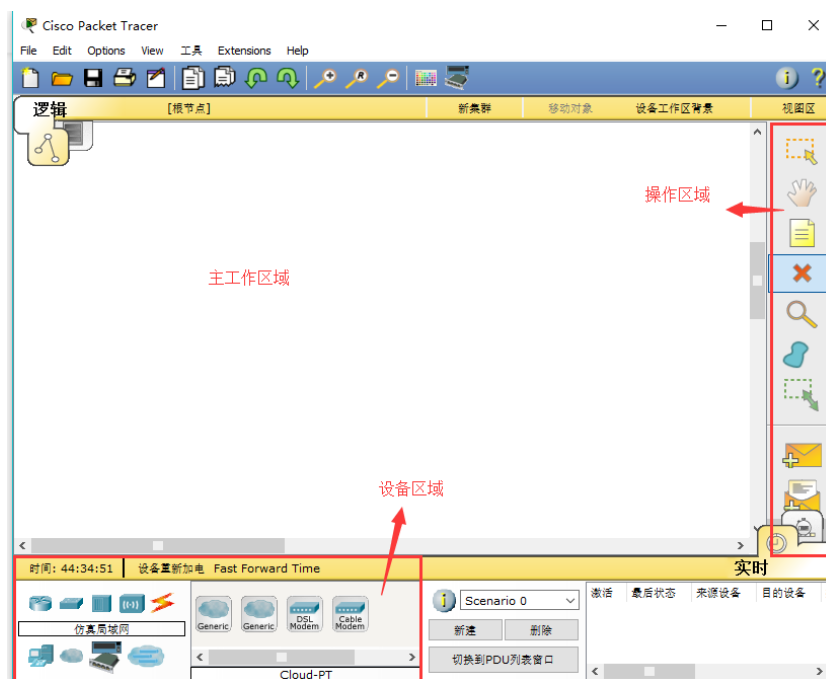 Cisco Packet Tracer
File Edit Options View 工具 Extensions Help
逻辑 [根节点] 新集群 移动对象 设备工作区背景 视图区
操作区域
主工作区域
设备区域
时间: 44:34:51 设备重新加电 Fast Forward Time 实时
Scenario 0 激活 最后状态 来源设备 目的设备
Generic Generic DSL Modem Cable Modem
仿真局域网 新建 删除
切换到PDU列表窗口
Cloud-PT